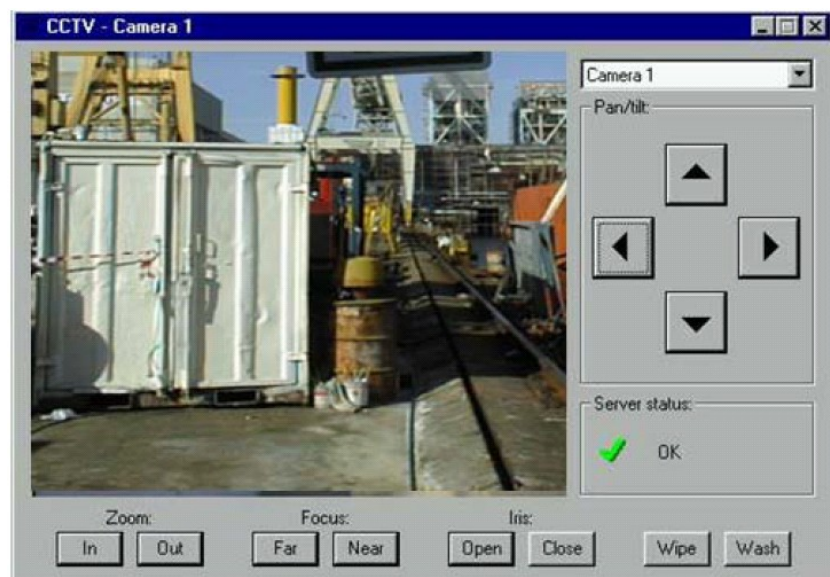 CCTV - Camera 1
Camera 1
Pan/tilt:
Server status:
OK
Zoom:
Focus:
Iris:
In
Out
Far
Near
Open
Close
Wipe
Wash